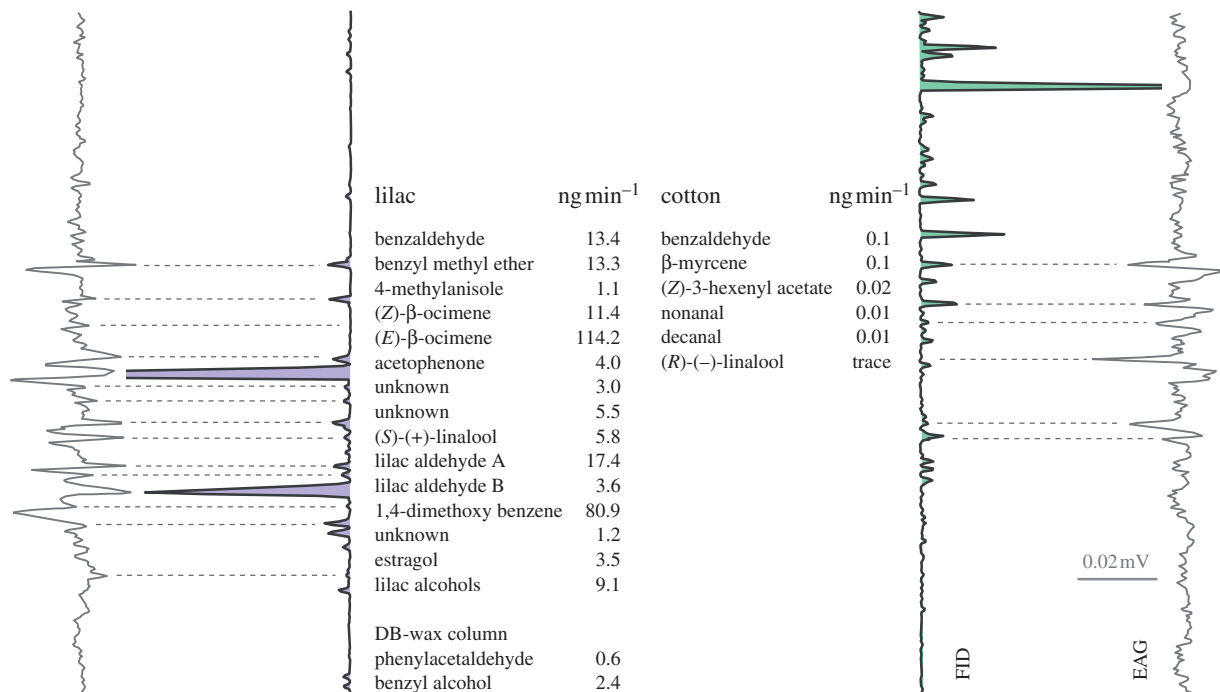 lilac ng min–1 cotton ng min–1
benzaldehyde 13.4 benzaldehyde 0.1
benzyl methyl ether 13.3 β-myrcene 0.1
4-methylanisole 1.1 (Z)-3-hexenyl acetate 0.02
(Z)-β-ocimene 11.4 nonanal 0.01
(E)-β-ocimene 114.2 decanal 0.01
acetophenone 4.0 (R)-(–)-linalool trace
unknown 3.0
unknown 5.5
(S)-(+)-linalool 5.8
lilac aldehyde A 17.4
lilac aldehyde B 3.6
1,4-dimethoxy benzene 80.9
unknown 1.2
estragol 3.5
lilac alcohols 9.1
DB-wax column
phenylacetaldehyde 0.6
benzyl alcohol 2.4
0.02 mV
FID
EAG